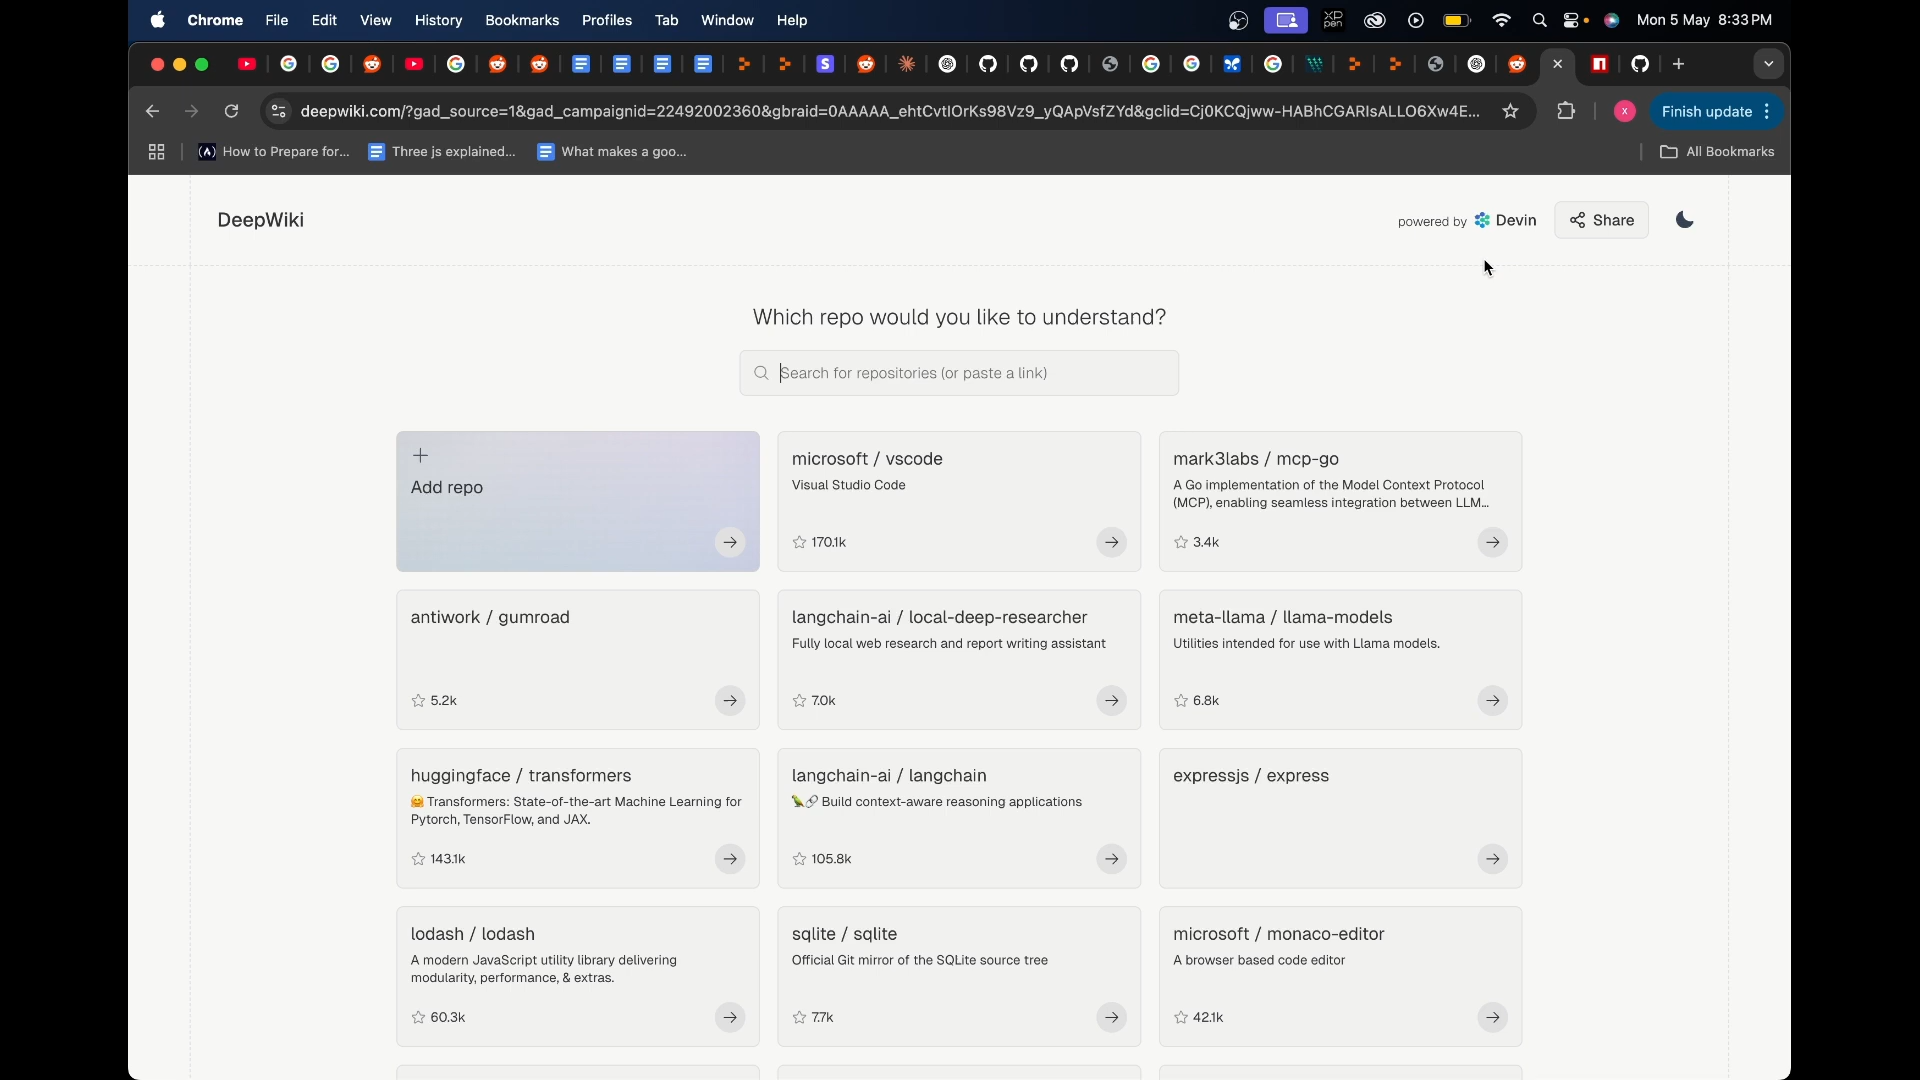 Chrome File Edit View History Bookmarks Profiles Tab Window Help Mon 5 May 8:33 PM
deepwiki.com/?gad_source=1&gad_campaignid=22492002360&gbraid=0AAAAA_ehtCvtIOrKs98Vz9_yQApVsfZYd&gclid=Cj0KCQjww-HABhCGARIsALLO6Xw4E... Finish update
How to Prepare for... Three js explained... What makes a goo... All Bookmarks
DeepWiki powered by Devin Share
Which repo would you like to understand?
Search for repositories (or paste a link)
Add repo
microsoft / vscode
Visual Studio Code
170.1k
mark3labs / mcp-go
A Go implementation of the Model Context Protocol
(MCP), enabling seamless integration between LLM...
3.4k
antiwork / gumroad
5.2k
langchain-ai / local-deep-researcher
Fully local web research and report writing assistant
7.0k
meta-llama / llama-models
Utilities intended for use with Llama models.
6.8k
huggingface / transformers
🤗 Transformers: State-of-the-art Machine Learning for
Pytorch, TensorFlow, and JAX.
143.1k
langchain-ai / langchain
🦜🔗 Build context-aware reasoning applications
105.8k
expressjs / express
lodash / lodash
A modern JavaScript utility library delivering
modularity, performance, & extras.
60.3k
sqlite / sqlite
Official Git mirror of the SQLite source tree
7.7k
microsoft / monaco-editor
A browser based code editor
42.1k